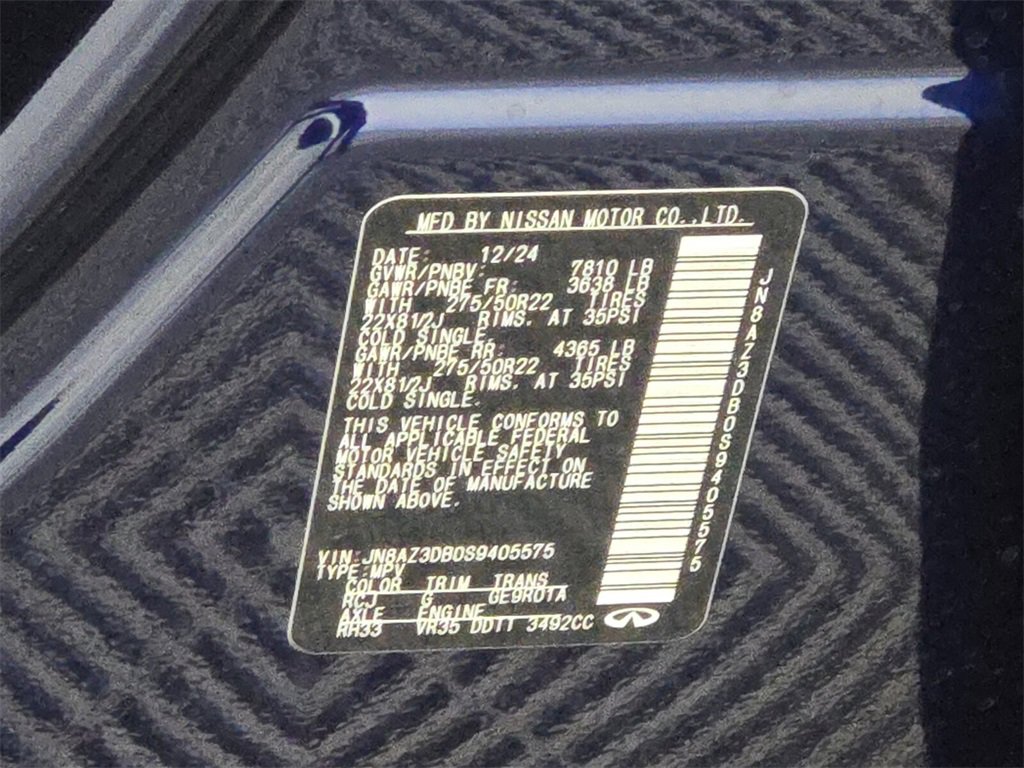 MFD BY NISSAN MOTOR CO.,LTD.
DATE: 12/24
GVWR/PNBV: 7810 LB
GAWR/PNBE FR: 3638 LB
WITH 275/50R22 TIRES
22X81/2J RIMS. AT 35PSI
COLD SINGLE.
GAWR/PNBE RR: 4365 LB
WITH 275/50R22 TIRES
22X81/2J RIMS. AT 35PSI
COLD SINGLE.
THIS VEHICLE CONFORMS TO
ALL APPLICABLE FEDERAL
MOTOR VEHICLE SAFETY
STANDARDS IN EFFECT ON
THE DATE OF MANUFACTURE
SHOWN ABOVE.
VIN:JN8AZ3DB0S9405575
TYPE:MPV
COLOR TRIM TRANS
RCJ G GE9R01A
AXLE ENGINE
RH33 VR35 DDTT 3492CC
JN8AZ3DB0S9405575